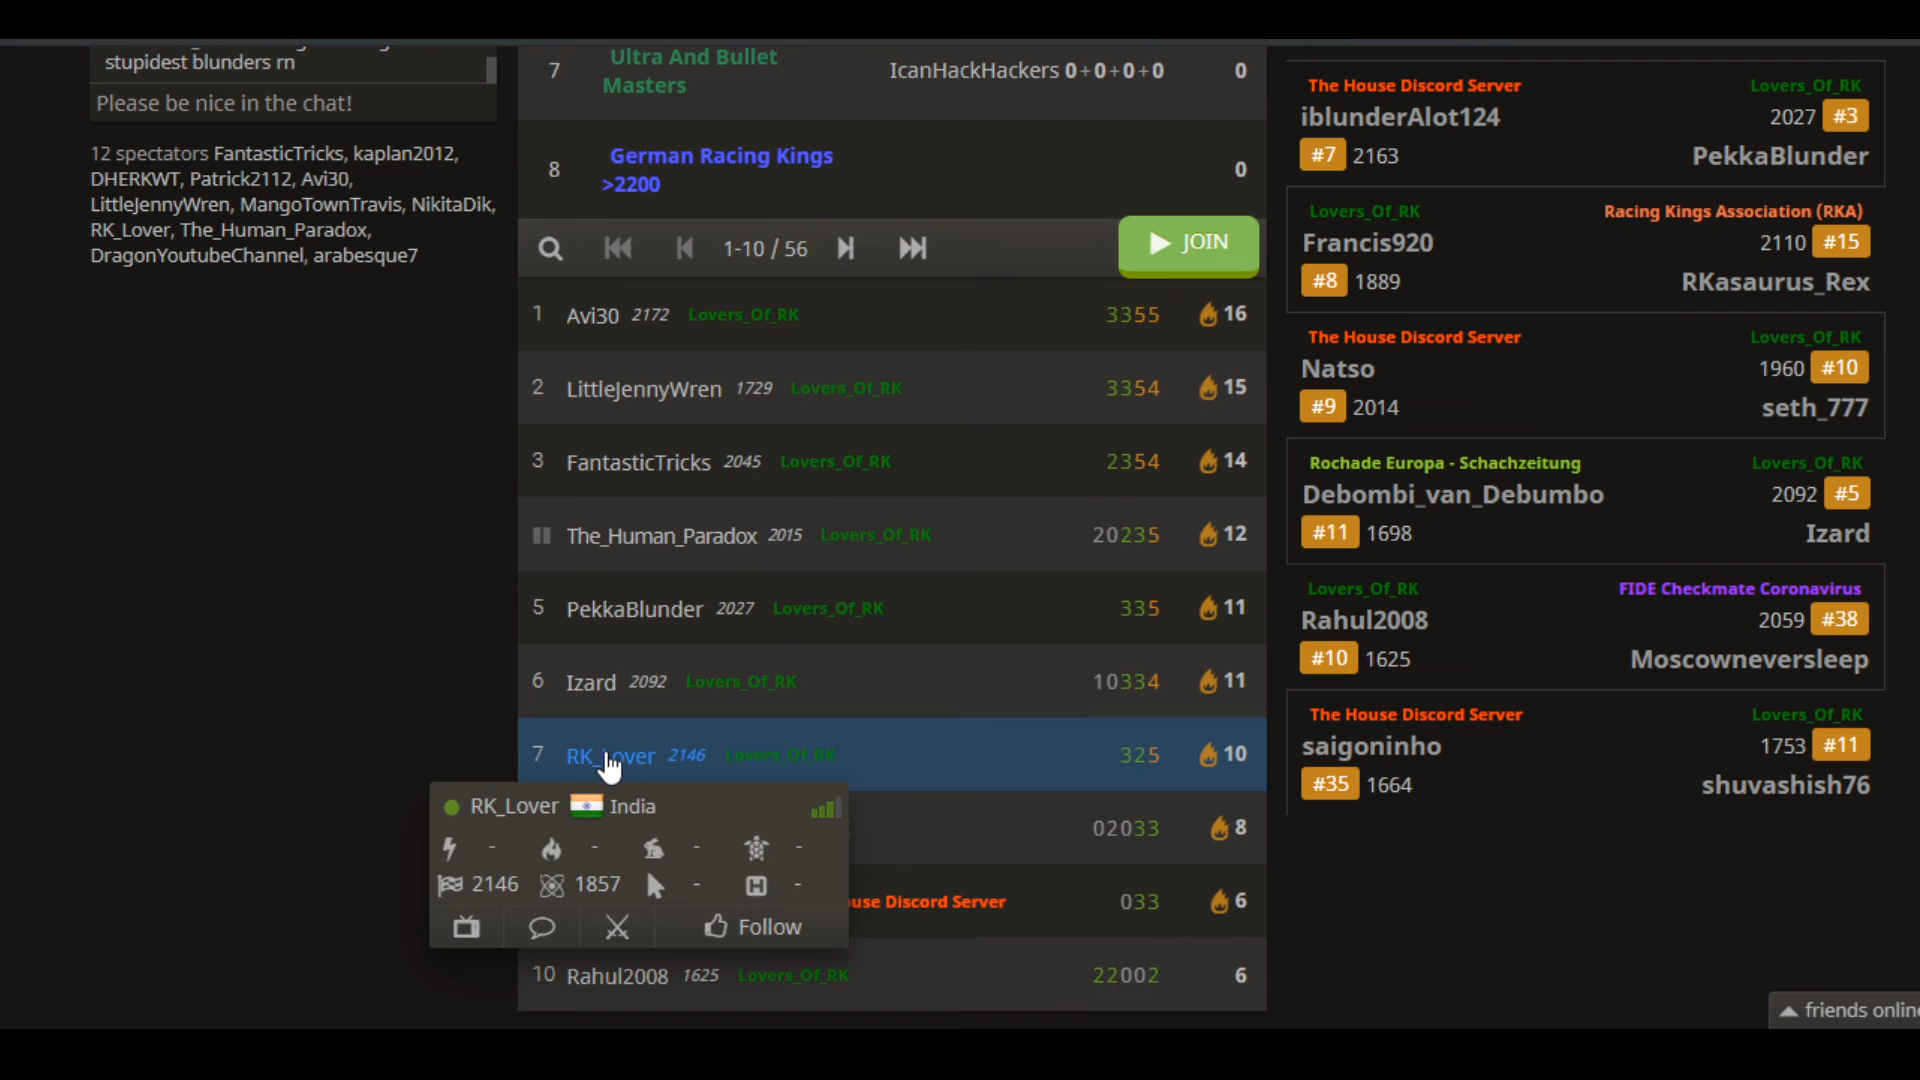 stupidest blunders rn
Please be nice in the chat!
12 spectators FantasticTricks, kaplan2012,
DHERKWT, Patrick2112, Avi30,
LittleJennyWren, MangoTownTravis, NikitaDik,
RK_Lover, The_Human_Paradox,
DragonYoutubeChannel, arabesque7
7 Ultra And Bullet Masters IcanHackHackers 0+0+0+0 0
8 German Racing Kings >2200 0
1-10 / 56 JOIN
1 Avi30 2172 Lovers_Of_RK 3355 16
2 LittleJennyWren 1729 Lovers_Of_RK 3354 15
3 FantasticTricks 2045 Lovers_Of_RK 2354 14
The_Human_Paradox 2015 Lovers_Of_RK 20235 12
5 PekkaBlunder 2027 Lovers_Of_RK 335 11
6 Izard 2092 Lovers_Of_RK 10334 11
7 RK_Lover 2146 Lovers_Of_RK 325 10
RK_Lover India
- - - -
2146 1857 - -
Follow
02033 8
ouse Discord Server 033 6
10 Rahul2008 1625 Lovers_Of_RK 22002 6
The House Discord Server Lovers_Of_RK
iblunderAlot124 2027 #3
#7 2163 PekkaBlunder
Lovers_Of_RK Racing Kings Association (RKA)
Francis920 2110 #15
#8 1889 RKasaurus_Rex
The House Discord Server Lovers_Of_RK
Natso 1960 #10
#9 2014 seth_777
Rochade Europa - Schachzeitung Lovers_Of_RK
Debombi_van_Debumbo 2092 #5
#11 1698 Izard
Lovers_Of_RK FIDE Checkmate Coronavirus
Rahul2008 2059 #38
#10 1625 Moscowneversleep
The House Discord Server Lovers_Of_RK
saigoninho 1753 #11
#35 1664 shuvashish76
friends online